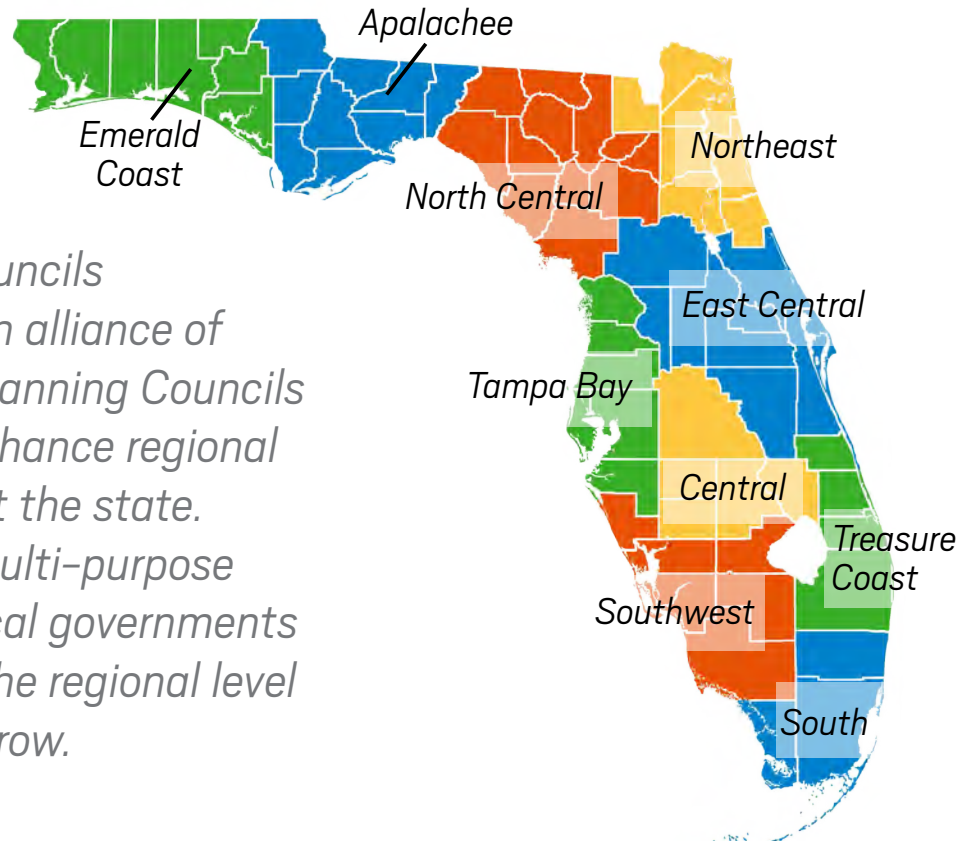 Apalachee
Emerald
Coast
Northeast
North Central
East Central
Tampa Bay
Central
Treasure
Coast
Southwest
South
uncils
n alliance of
anning Councils
hance regional
t the state.
ulti-purpose
cal governments
he regional level
row.